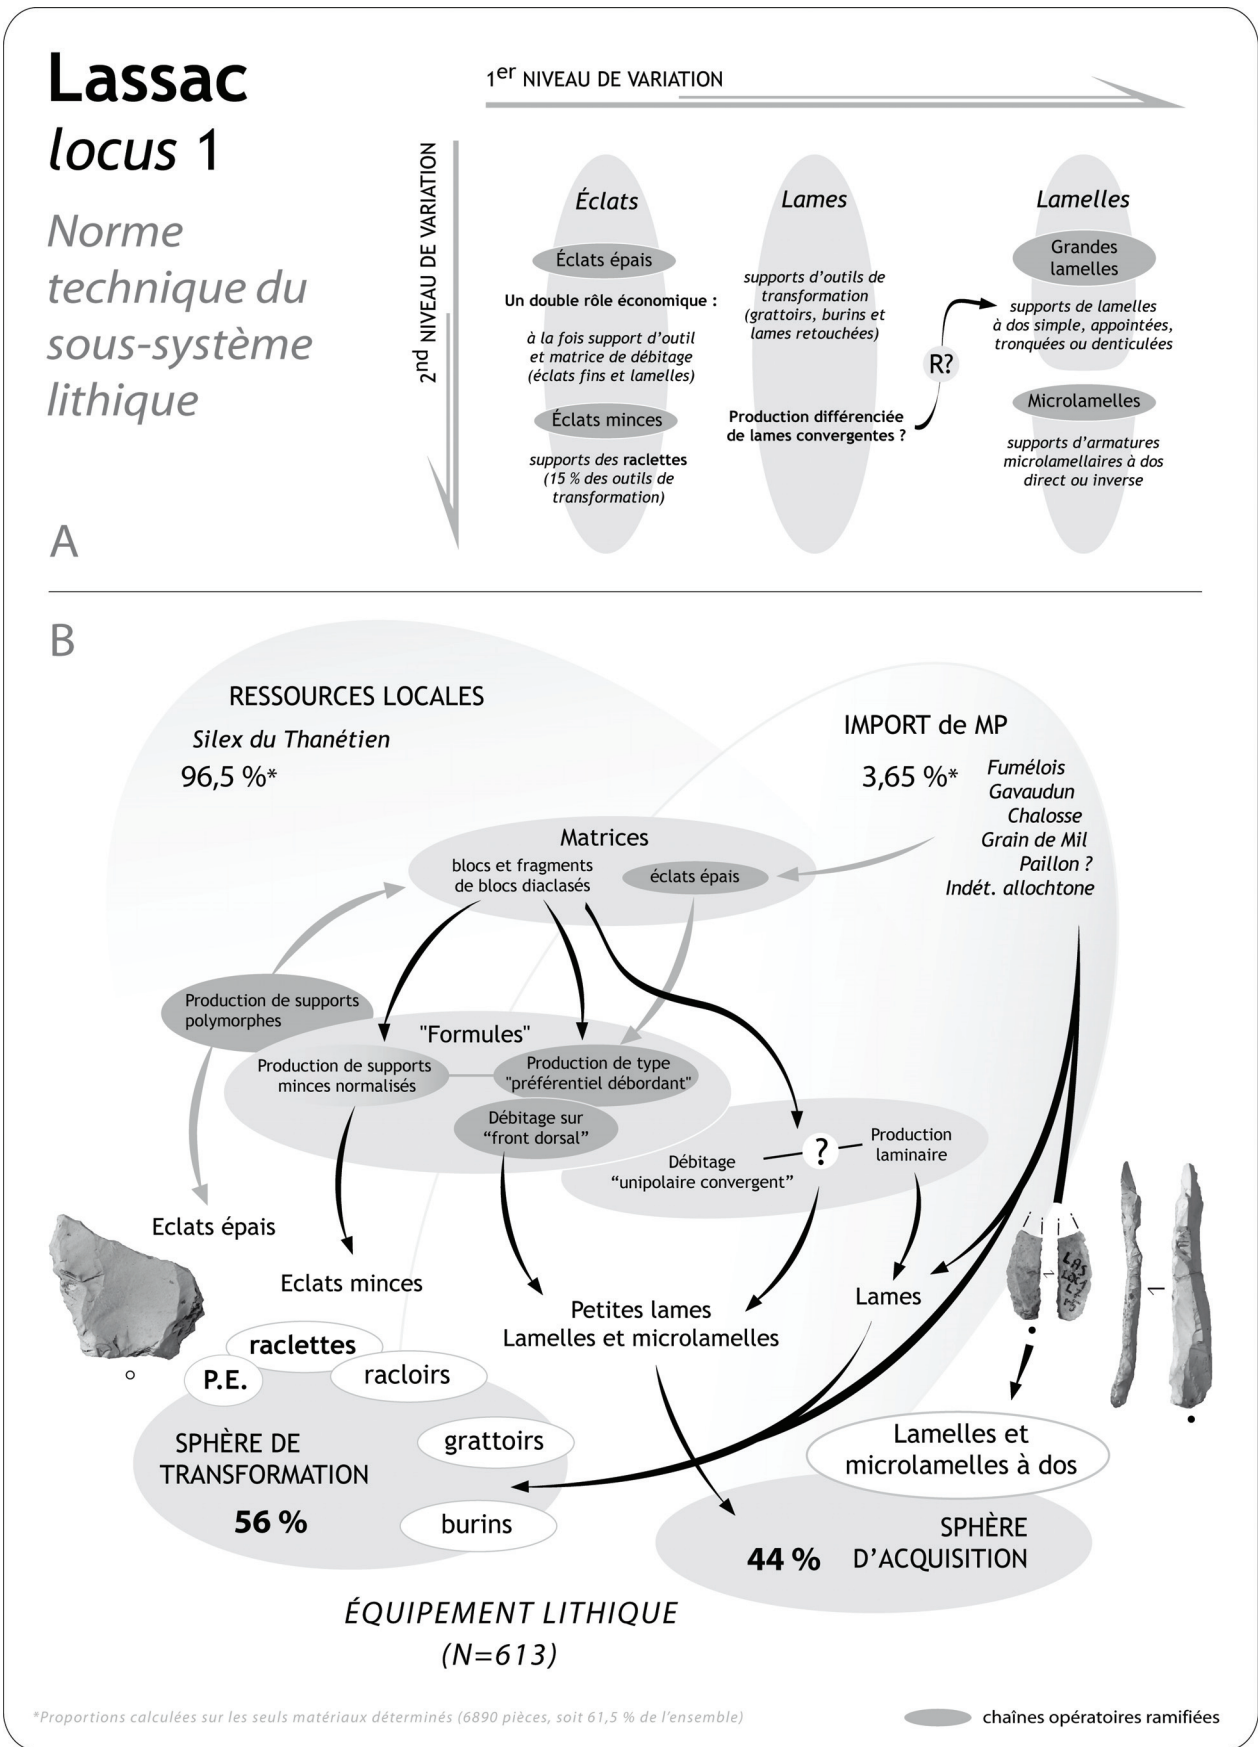 Lassac
locus 1
Norme
technique du
sous-système
lithique
A
1er NIVEAU DE VARIATION
2nd NIVEAU DE VARIATION
Éclats
Éclats épais
Un double rôle économique :
à la fois support d'outil
et matrice de débitage
(éclats fins et lamelles)
Éclats minces
supports des raclettes
(15 % des outils de
transformation)
Lames
supports d'outils de
transformation
(grattoirs, burins et
lames retouchées)
Production différenciée
de lames convergentes ?
R?
Lamelles
Grandes
lamelles
supports de lamelles
à dos simple, appointées,
tronquées ou denticulées
Microlamelles
supports d'armatures
microlamellaires à dos
direct ou inverse
B
RESSOURCES LOCALES
Silex du Thanétien
96,5 %*
IMPORT de MP
3,65 %*
Fumélois
Gavaudun
Chalosse
Grain de Mil
Paillon ?
Indét. allochtone
Matrices
blocs et fragments
de blocs diaclasés
éclats épais
Production de supports
polymorphes
"Formules"
Production de supports
minces normalisés
Production de type
"préférentiel débordant"
Débitage sur
“front dorsal”
Débitage
“unipolaire convergent”
?
Production
laminaire
Eclats épais
Eclats minces
Petites lames
Lamelles et microlamelles
Lames
LAS
LOC1
raclettes
P.E.
racloirs
grattoirs
burins
SPHÈRE DE
TRANSFORMATION
56 %
Lamelles et
microlamelles à dos
SPHÈRE
D'ACQUISITION
44 %
ÉQUIPEMENT LITHIQUE
(N=613)
*Proportions calculées sur les seuls matériaux déterminés (6890 pièces, soit 61,5 % de l'ensemble)
chaînes opératoires ramifiées